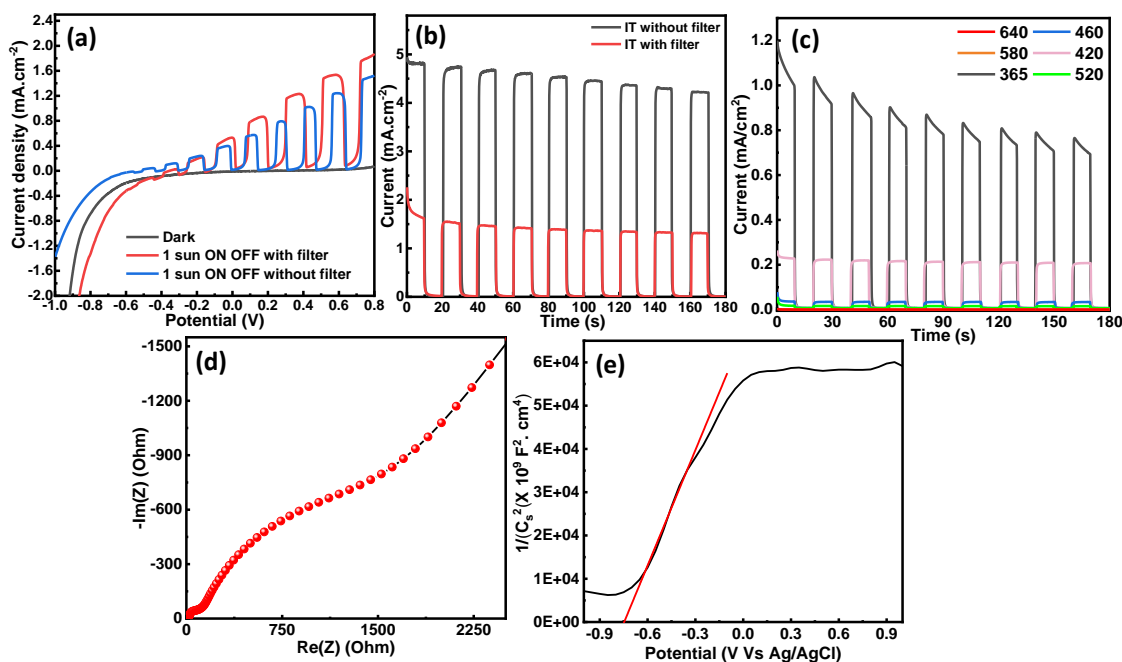 (a)
Current density (mA.cm-2)
2.4
2.0
1.6
1.2
0.8
0.4
0.0
-0.4
-0.8
-1.2
-1.6
-2.0
Dark
1 sun ON OFF with filter
1 sun ON OFF without filter
-1.0 -0.8 -0.6 -0.4 -0.2 0.0 0.2 0.4 0.6 0.8
Potential (V)
(b)
IT without filter
IT with filter
Current (mA.cm-2)
5
4
3
2
1
0
0 20 40 60 80 100 120 140 160 180
Time (s)
(c)
640 460
580 420
365 520
Current (mA/cm2)
1.2
1.0
0.8
0.6
0.4
0.2
0.0
0 30 60 90 120 150 180
Time (s)
(d)
-Im(Z) (Ohm)
-1500
-1200
-900
-600
-300
0
0 750 1500 2250
Re(Z) (Ohm)
(e)
1/(Cs2(X 109 F2. cm4)
6E+04
5E+04
4E+04
3E+04
2E+04
1E+04
0E+00
-0.9 -0.6 -0.3 0.0 0.3 0.6 0.9
Potential (V Vs Ag/AgCl)